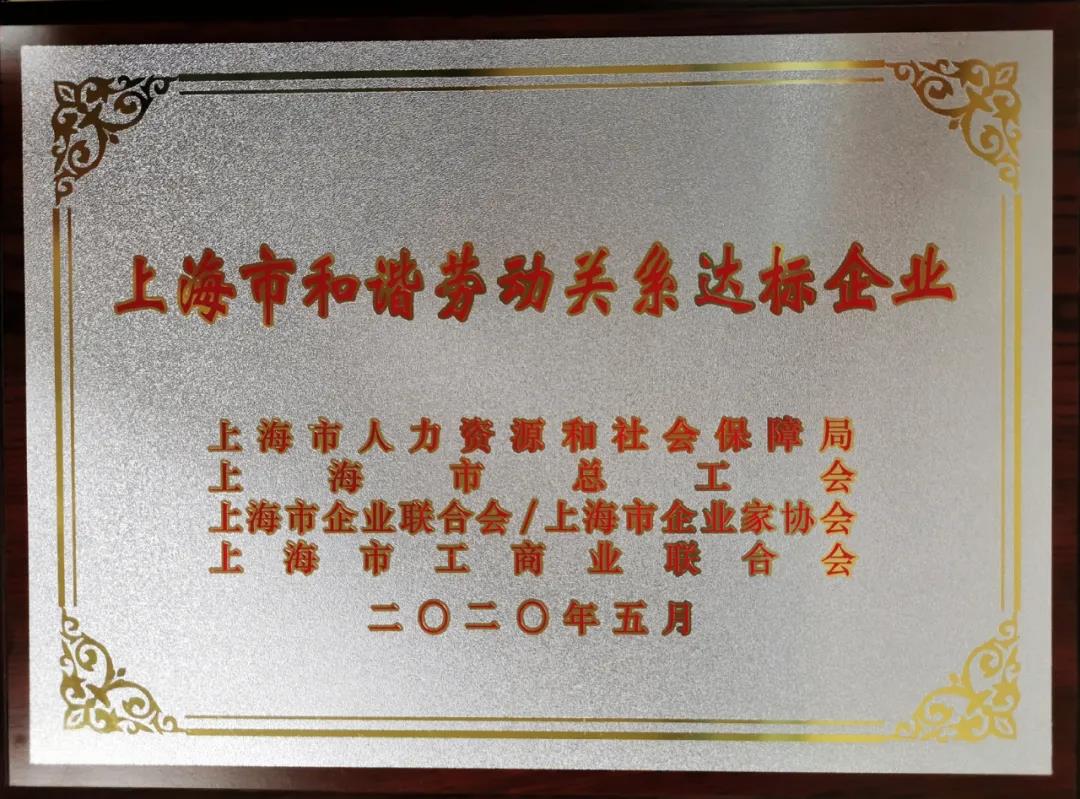 上海市和谐劳动关系达标企业
上海市人力资源和社会保障局
上海市总工会
上海市企业联合会/上海市企业家协会
上海市工商业联合会
二〇二〇年五月